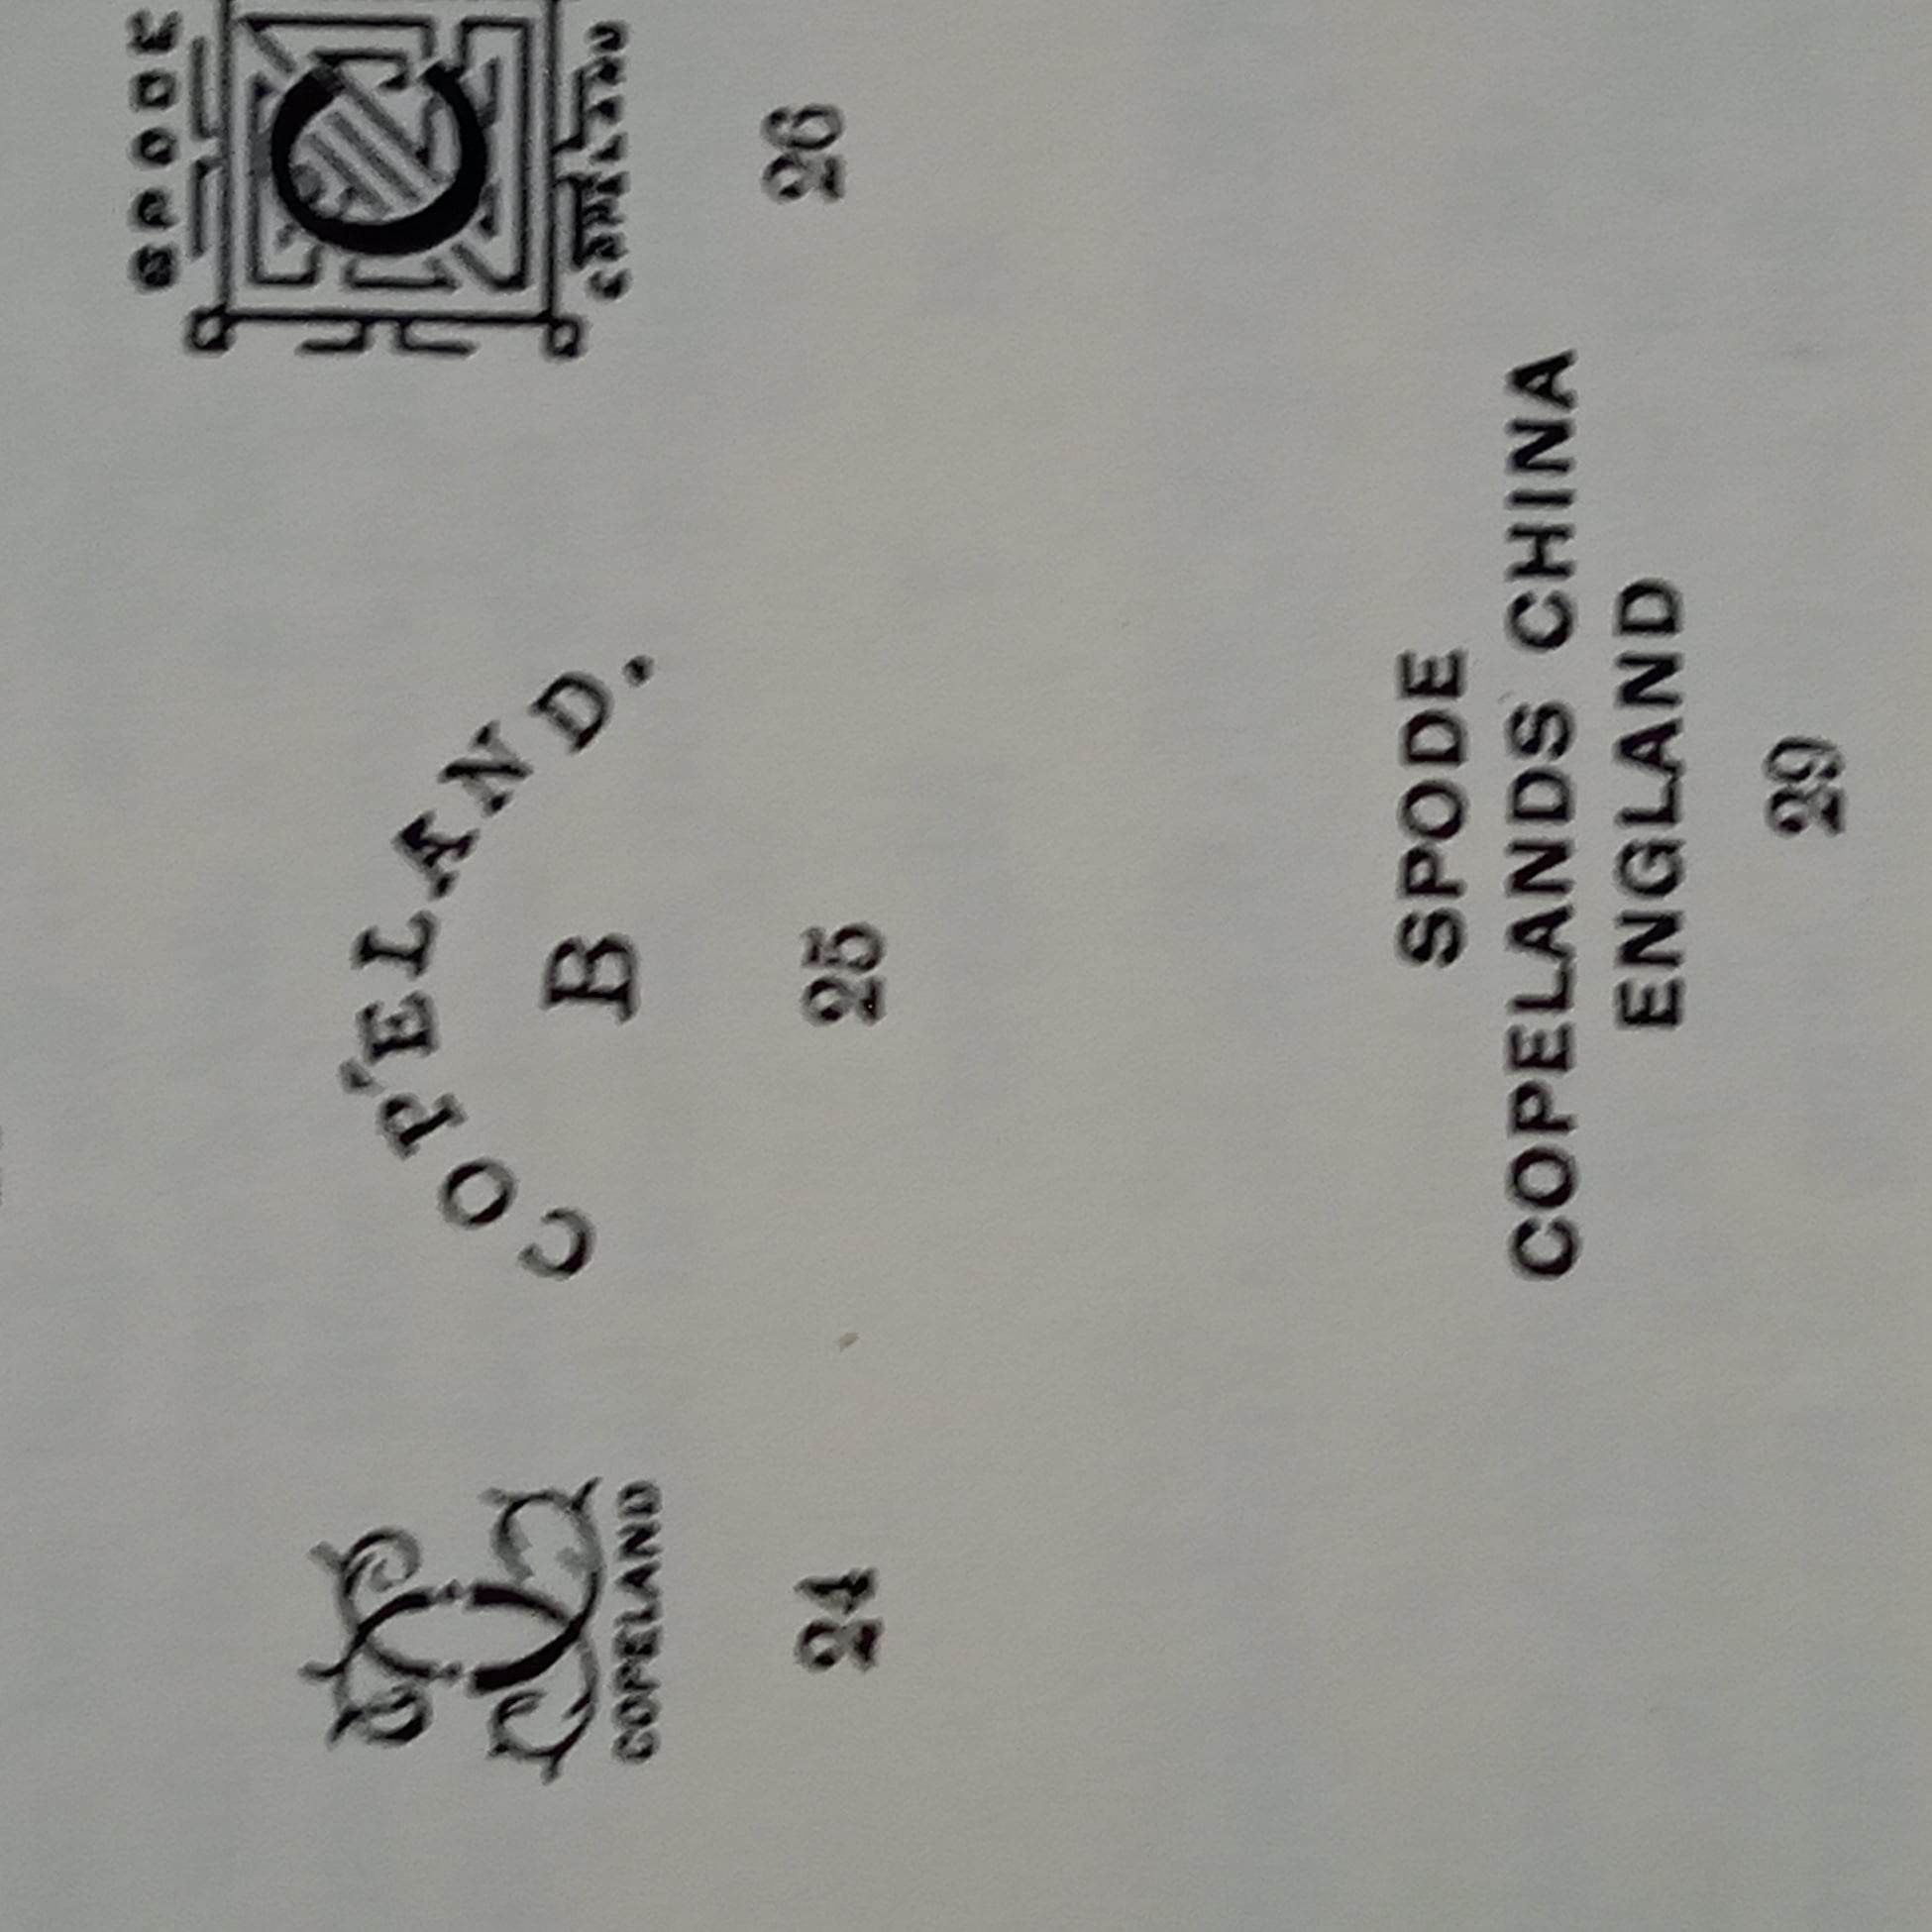 COPELAND
24
COPELAND.
B
25
SPODE
COPELAND
26
SPODE
COPELANDS CHINA
ENGLAND
29